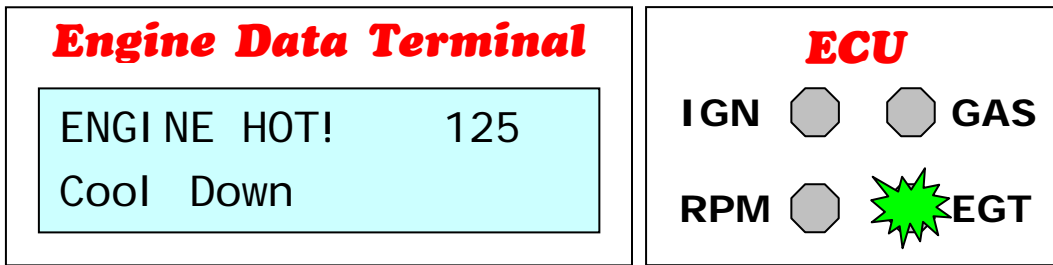 Engine Data Terminal
ENGINE HOT! 125
Cool Down
ECU
IGN GAS
RPM EGT